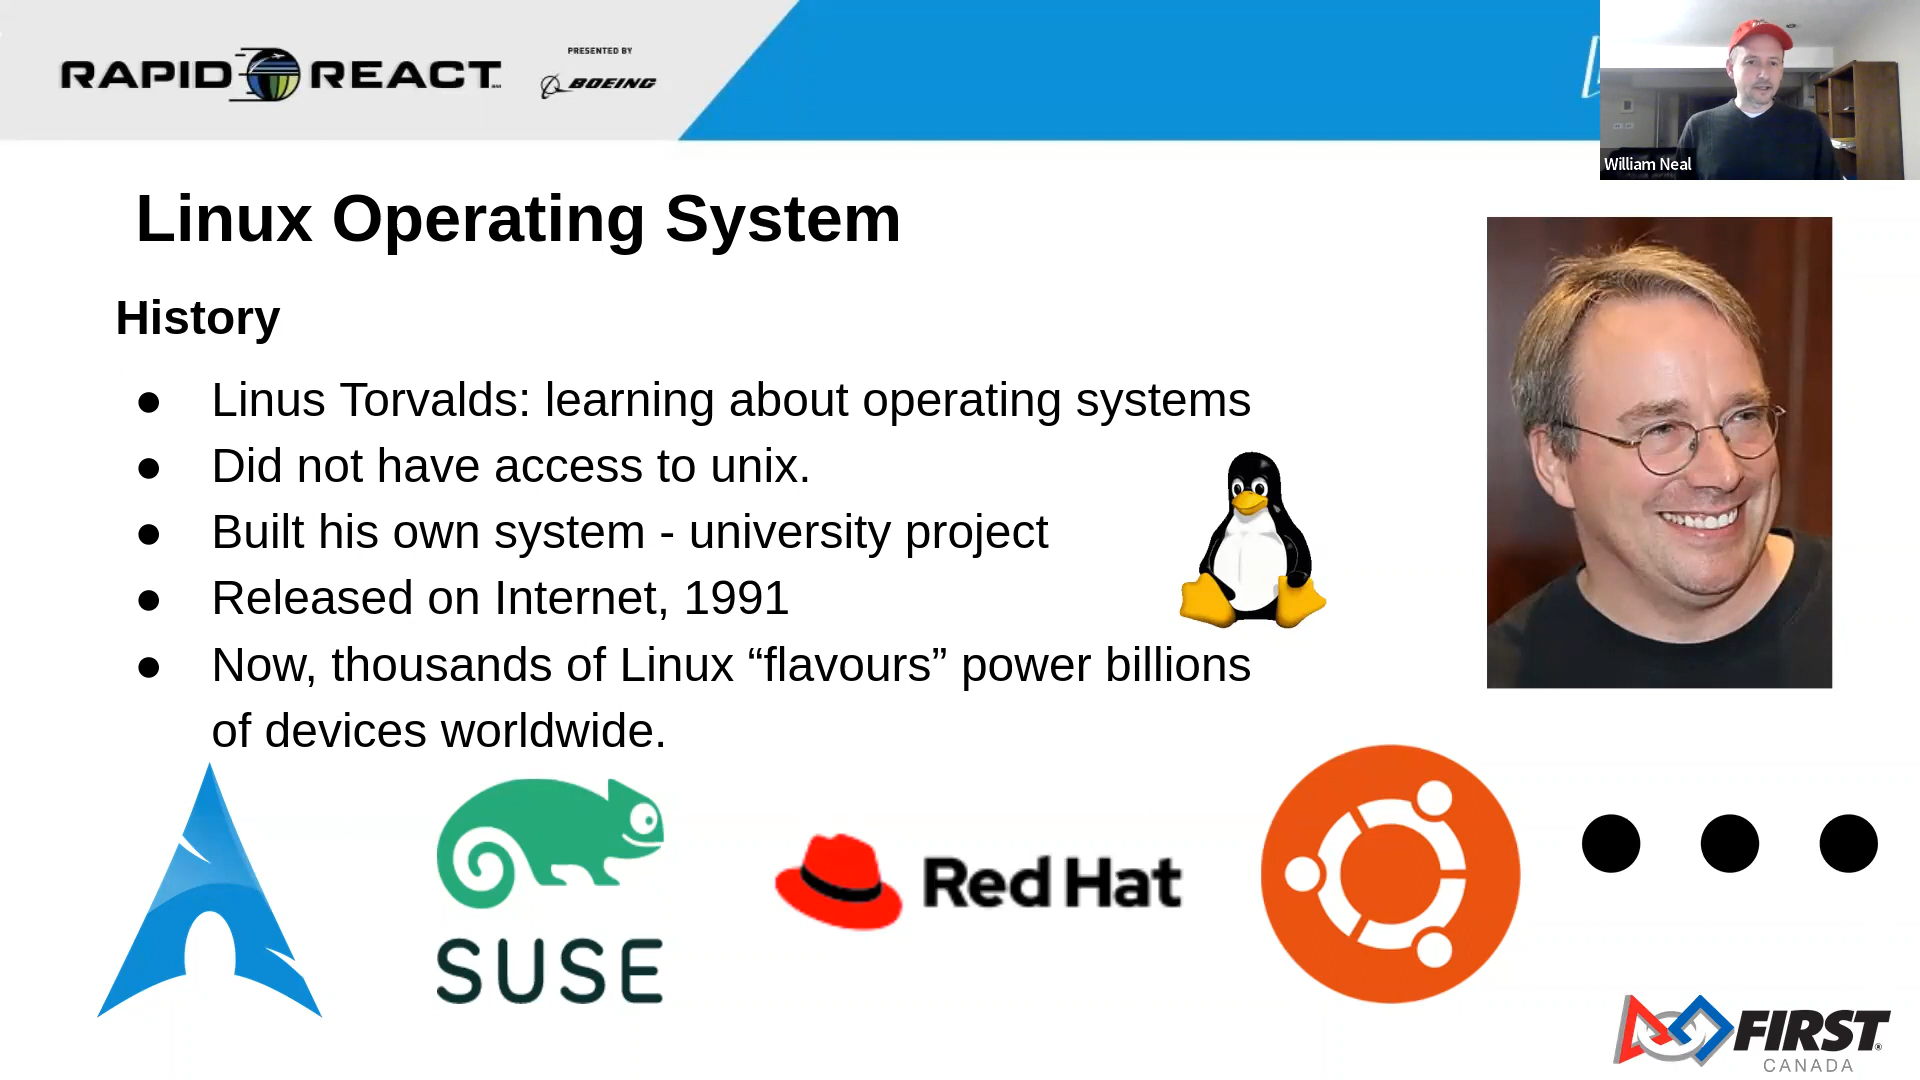 RAPID REACT
PRESENTED BY
BOEING
William Neal
Linux Operating System
History
● Linus Torvalds: learning about operating systems
● Did not have access to unix.
● Built his own system - university project
● Released on Internet, 1991
● Now, thousands of Linux “flavours” power billions
of devices worldwide.
SUSE
Red Hat
FIRST®
CANADA